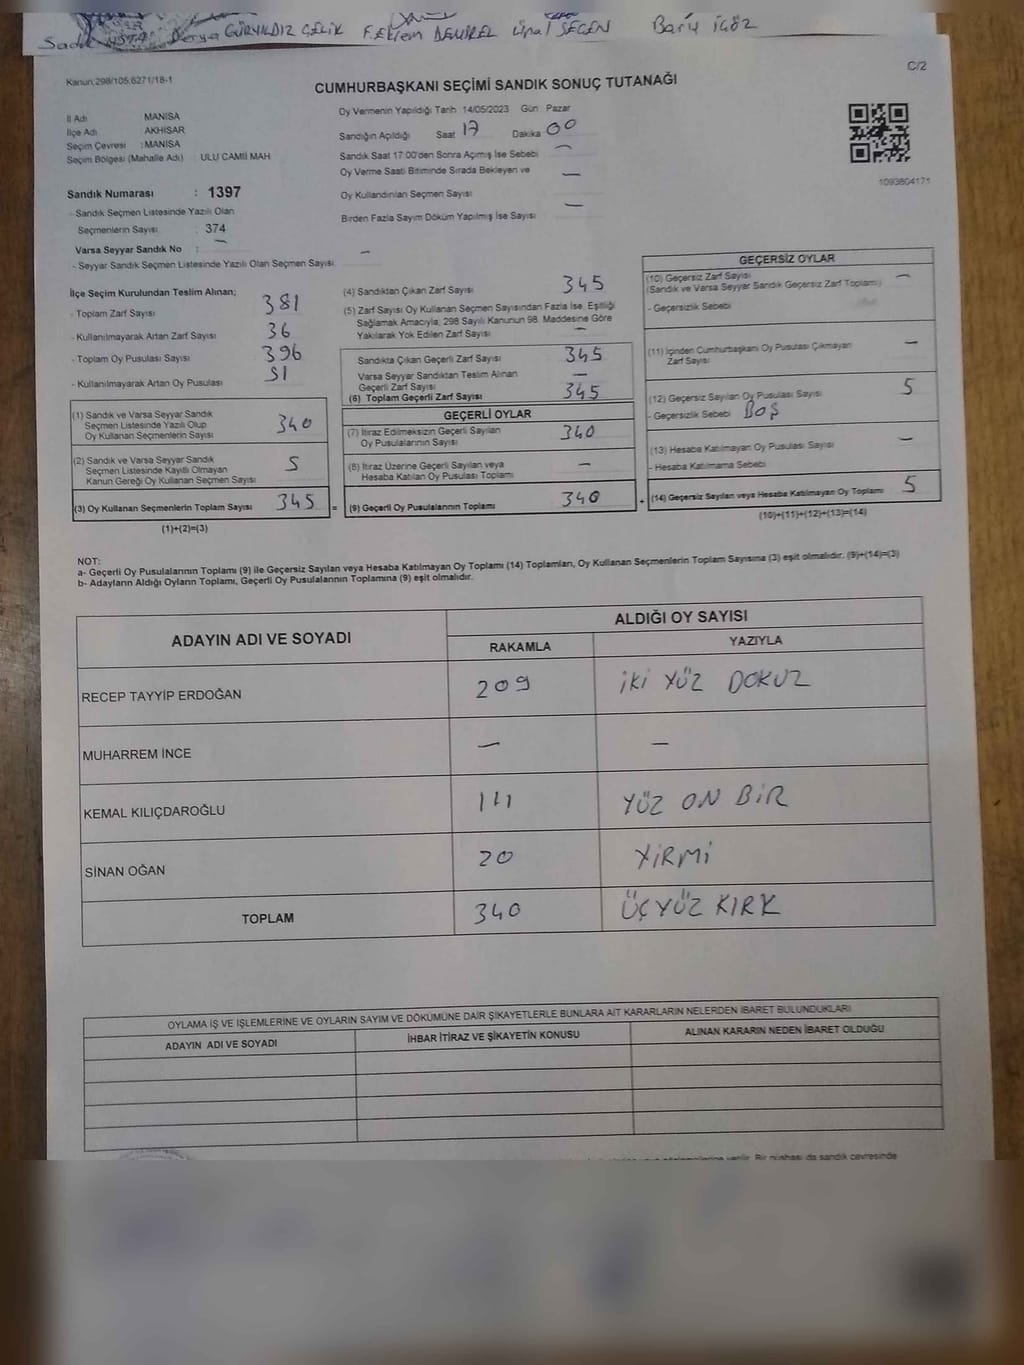 Derya GÜRYILDIZ ÇELİK F.Eklem DEMİREL Ünal SEÇEN Barış İÇÖZ
Kanun:298/105,6271/18-1
C/2
CUMHURBAŞKANI SEÇİMİ SANDIK SONUÇ TUTANAĞI
İl Adı MANİSA
İlçe Adı AKHİSAR
Seçim Çevresi : MANİSA
Seçim Bölgesi (Mahalle Adı) ULU CAMİİ MAH
Sandık Numarası : 1397
- Sandık Seçmen Listesinde Yazılı Olan
Seçmenlerin Sayısı : 374
Varsa Seyyar Sandık No : —
- Seyyar Sandık Seçmen Listesinde Yazılı Olan Seçmen Sayısı —
Oy Vermenin Yapıldığı Tarih 14/05/2023 Gün : Pazar
Sandığın Açıldığı Saat 17 Dakika 00
Sandık Saat 17:00'den Sonra Açımış İse Sebebi —
Oy Verme Saati Bitiminde Sırada Bekleyen ve
Oy Kullandırılan Seçmen Sayısı —
Birden Fazla Sayım Döküm Yapılmış İse Sayısı —
1093804171
İlçe Seçim Kurulundan Teslim Alınan;
- Toplam Zarf Sayısı 381
- Kullanılmayarak Artan Zarf Sayısı 36
- Toplam Oy Pusulası Sayısı 396
- Kullanılmayarak Artan Oy Pusulası 51
(1) Sandık ve Varsa Seyyar Sandık
Seçmen Listesinde Yazılı Olup
Oy Kullanan Seçmenlerin Sayısı 340
(2) Sandık ve Varsa Seyyar Sandık
Seçmen Listesinde Kayıtlı Olmayan
Kanun Gereği Oy Kullanan Seçmen Sayısı 5
(3) Oy Kullanan Seçmenlerin Toplam Sayısı 345 =
(1)+(2)=(3)
(4) Sandıktan Çıkan Zarf Sayısı 345
(5) Zarf Sayısı Oy Kullanan Seçmen Sayısından Fazla İse, Eşitliği
Sağlamak Amacıyla, 298 Sayılı Kanunun 98. Maddesine Göre
Yakılarak Yok Edilen Zarf Sayısı —
Sandıkta Çıkan Geçerli Zarf Sayısı 345
Varsa Seyyar Sandıktan Teslim Alınan
Geçerli Zarf Sayısı —
(6) Toplam Geçerli Zarf Sayısı 345
GEÇERLİ OYLAR
(7) İtiraz Edilmeksizin Geçerli Sayılan
Oy Pusulalarının Sayısı 340
(8) İtiraz Üzerine Geçerli Sayılan veya
Hesaba Katılan Oy Pusulası Toplamı —
(9) Geçerli Oy Pusulalarının Toplamı 340 +
GEÇERSİZ OYLAR
(10) Geçersiz Zarf Sayısı —
(Sandık ve Varsa Seyyar Sandık Geçersiz Zarf Toplamı)
- Geçersizlik Sebebi
(11) İçinden Cumhurbaşkanı Oy Pusulası Çıkmayan
Zarf Sayısı —
(12) Geçersiz Sayılan Oy Pusulası Sayısı 5
- Geçersizlik Sebebi BOŞ
(13) Hesaba Katılmayan Oy Pusulası Sayısı —
- Hesaba Katılmama Sebebi
(14) Geçersiz Sayılan veya Hesaba Katılmayan Oy Toplamı 5
(10)+(11)+(12)+(13)=(14)
NOT:
a- Geçerli Oy Pusulalarının Toplamı (9) ile Geçersiz Sayılan veya Hesaba Katılmayan Oy Toplamı (14) Toplamları, Oy Kullanan Seçmenlerin Toplam Sayısına (3) eşit olmalıdır. (9)+(14)=(3)
b- Adayların Aldığı Oyların Toplamı, Geçerli Oy Pusulalarının Toplamına (9) eşit olmalıdır.
ADAYIN ADI VE SOYADI ALDIĞI OY SAYISI
RAKAMLA YAZIYLA
RECEP TAYYİP ERDOĞAN 209 İKİ YÜZ DOKUZ
MUHARREM İNCE — —
KEMAL KILIÇDAROĞLU 111 YÜZ ON BİR
SİNAN OĞAN 20 YİRMİ
TOPLAM 340 ÜÇYÜZ KIRK
OYLAMA İŞ VE İŞLEMLERİNE VE OYLARIN SAYIM VE DÖKÜMÜNE DAİR ŞİKAYETLERLE BUNLARA AİT KARARLARIN NELERDEN İBARET BULUNDUKLARI
ADAYIN ADI VE SOYADI İHBAR İTİRAZ VE ŞİKAYETİN KONUSU ALINAN KARARIN NEDEN İBARET OLDUĞU
verilir. Bir nüshası da sandık çevresinde